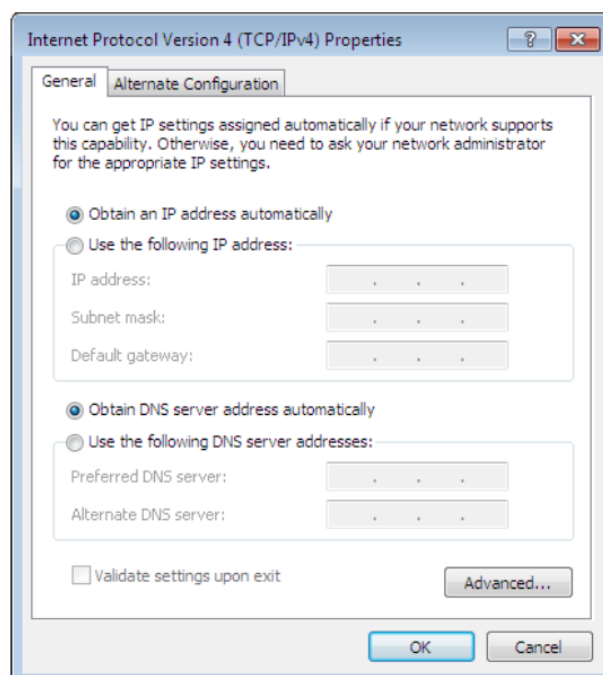 Internet Protocol Version 4 (TCP/IPv4) Properties
General
Alternate Configuration
You can get IP settings assigned automatically if your network supports
this capability. Otherwise, you need to ask your network administrator
for the appropriate IP settings.
Obtain an IP address automatically
Use the following IP address:
IP address:
Subnet mask:
Default gateway:
Obtain DNS server address automatically
Use the following DNS server addresses:
Preferred DNS server:
Alternate DNS server:
Validate settings upon exit
Advanced...
OK
Cancel